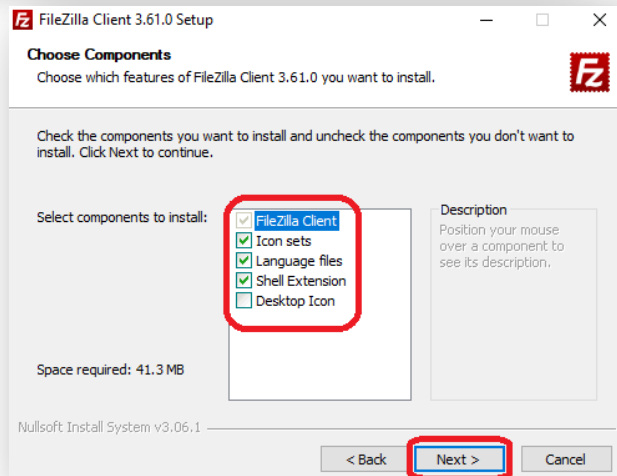 FileZilla Client 3.61.0 Setup
Choose Components
Choose which features of FileZilla Client 3.61.0 you want to install.
Fz
Check the components you want to install and uncheck the components you don't want to
install. Click Next to continue.
Select components to install:
FileZilla Client
Icon sets
Language files
Shell Extension
Desktop Icon
Description
Position your mouse
over a component to
see its description.
Space required: 41.3 MB
Nullsoft Install System v3.06.1
< Back
Next >
Cancel